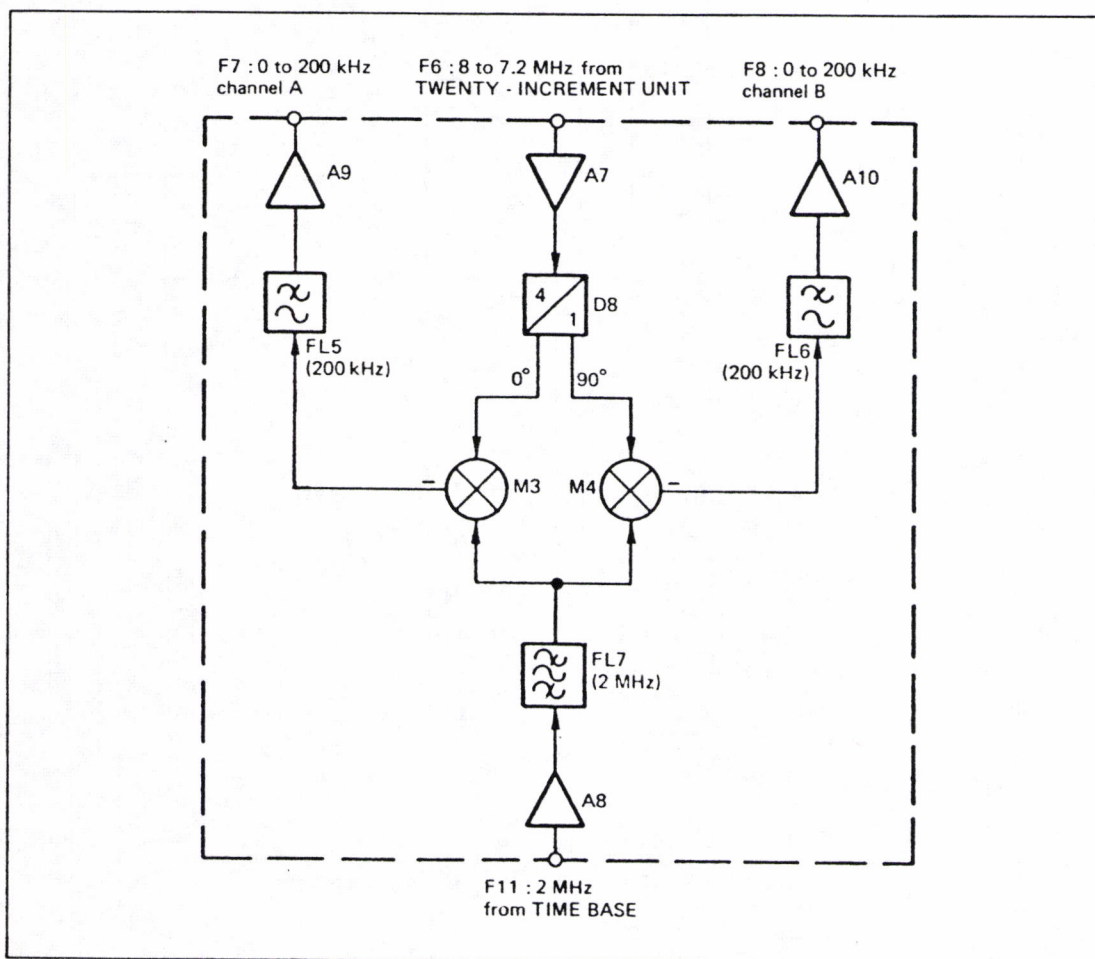 F7 : 0 to 200 kHz
channel A
F6 : 8 to 7.2 MHz from
TWENTY - INCREMENT UNIT
F8 : 0 to 200 kHz
channel B
A9
A7
A10
4
1
D8
FL5
(200 kHz)
FL6
(200 kHz)
0°
90°
–
M3
M4
–
FL7
(2 MHz)
A8
F11 : 2 MHz
from TIME BASE